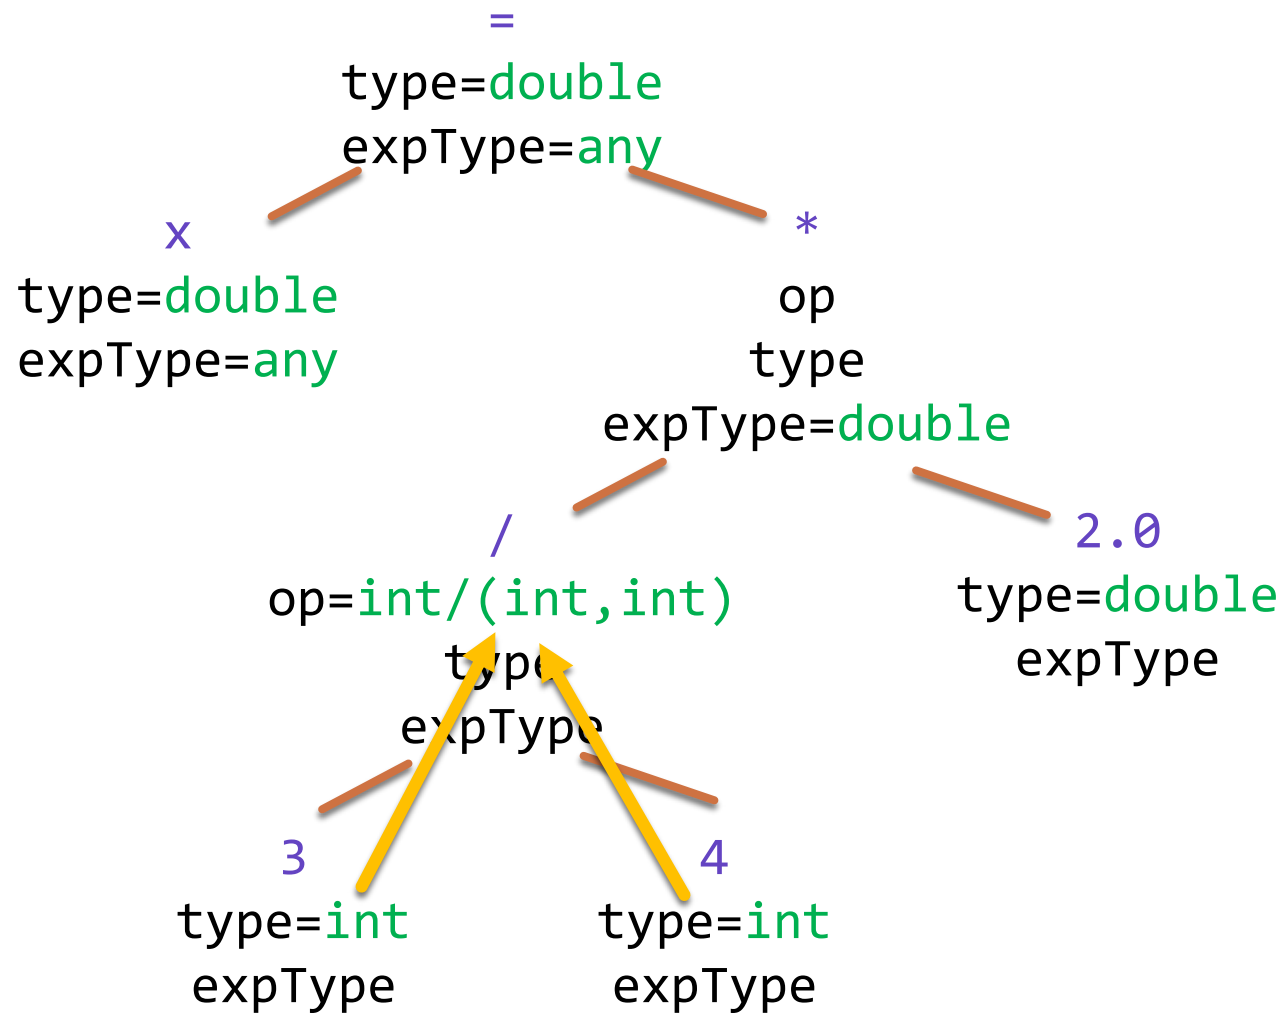 =
type=double
expType=any
x
type=double
expType=any
*
op
type
expType=double
/
op=int/(int,int)
type
expType
2.0
type=double
expType
3
type=int
expType
4
type=int
expType